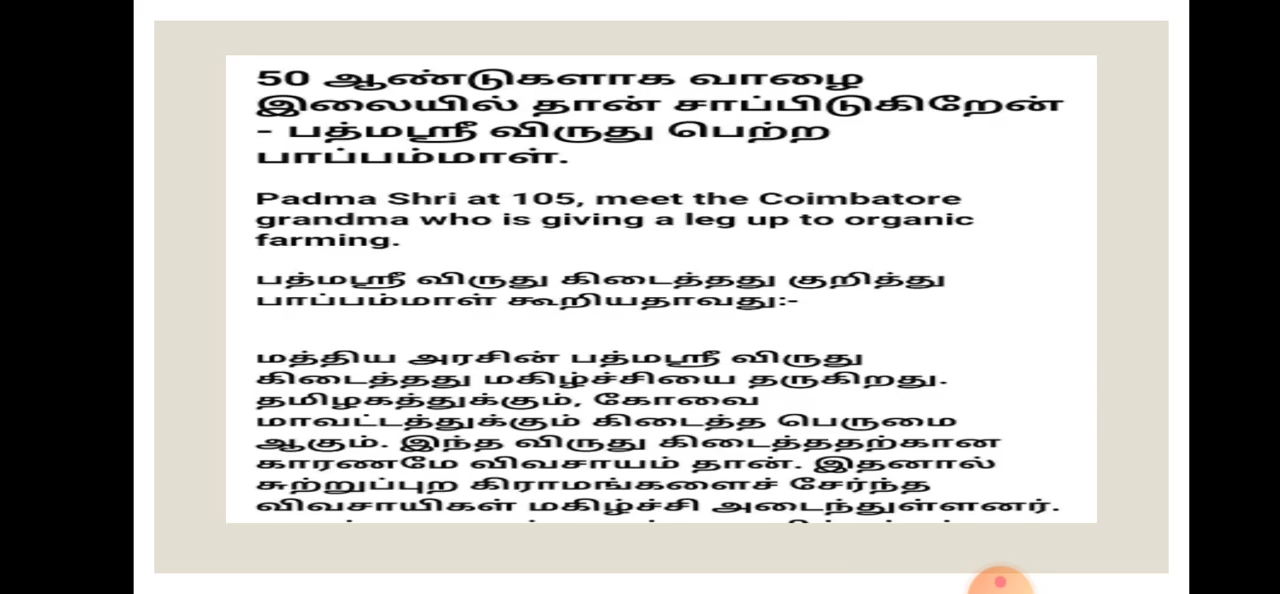 50 ஆண்டுகளாக வாழை
இலையில் தான் சாப்பிடுகிறேன்
- பத்மஸ்ரீ விருது பெற்ற
பாப்பம்மாள்.
Padma Shri at 105, meet the Coimbatore
grandma who is giving a leg up to organic
farming.
பத்மஸ்ரீ விருது கிடைத்தது குறித்து
பாப்பம்மாள் கூறியதாவது:-
மத்திய அரசின் பத்மஸ்ரீ விருது
கிடைத்தது மகிழ்ச்சியை தருகிறது.
தமிழகத்துக்கும், கோவை
மாவட்டத்துக்கும் கிடைத்த பெருமை
ஆகும். இந்த விருது கிடைத்ததற்கான
காரணமே விவசாயம் தான். இதனால்
சுற்றுப்புற கிராமங்களைச் சேர்ந்த
விவசாயிகள் மகிழ்ச்சி அடைந்துள்ளனர்.